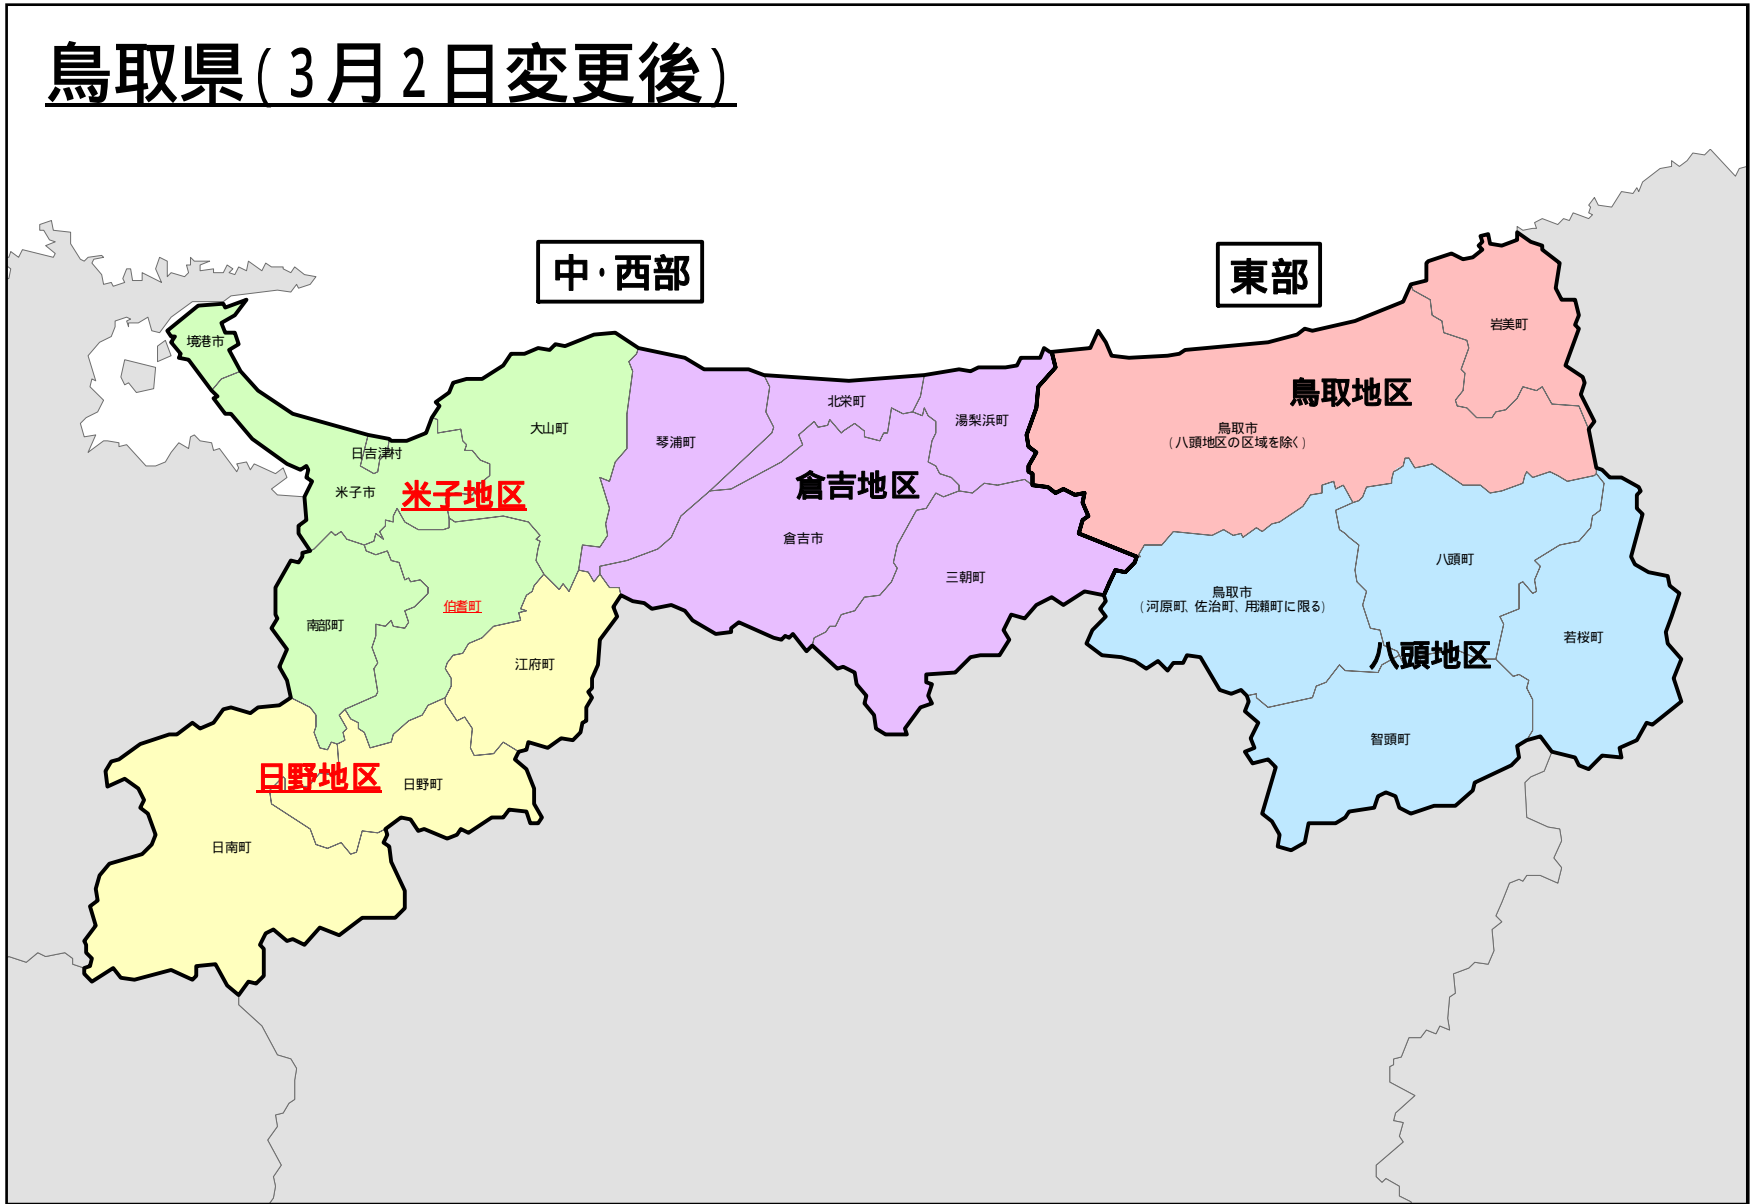 鳥取県(3月2日変更後)
中・西部
東部
境港市
岩美町
鳥取地区
大山町
北栄町
湯梨浜町
鳥取市
(八頭地区の区域を除く)
琴浦町
日吉津村
米子市
米子地区
倉吉地区
倉吉市
三朝町
八頭町
鳥取市
(河原町、佐治町、用瀬町に限る)
伯耆町
南部町
若桜町
八頭地区
江府町
智頭町
日野地区
日野町
日南町